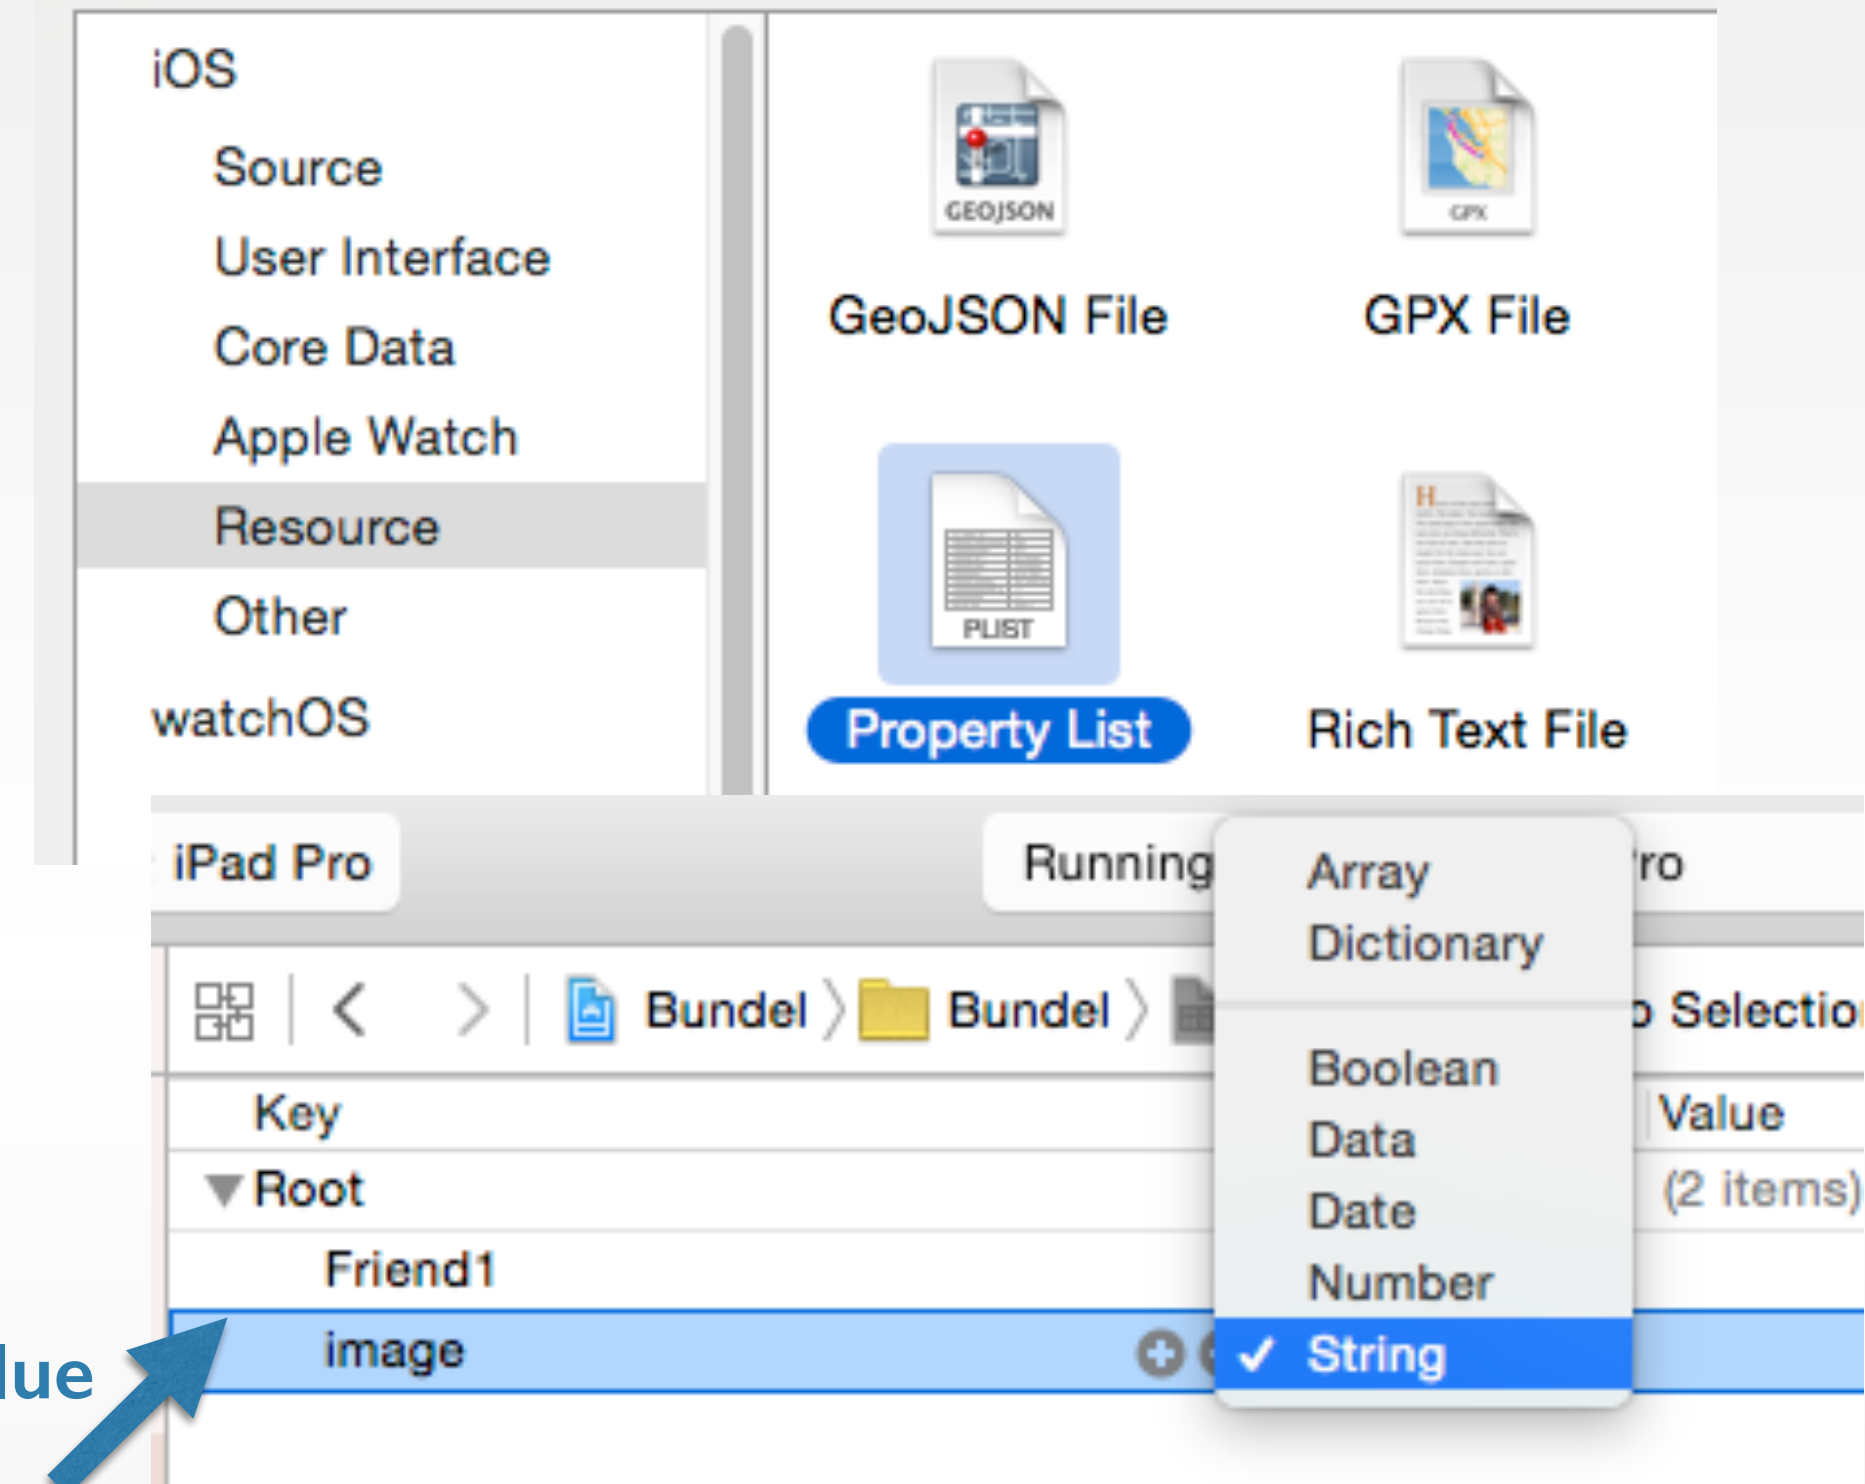 iOS
Source
User Interface
Core Data
Apple Watch
Resource
Other
watchOS
GEOJSON
GPX
GeoJSON File
GPX File
PLIST
Property List
Rich Text File
iPad Pro
Running
Array
Dictionary
Boolean
Data
Date
Number
String
Bundel
Bundel
Key
Value
Root
(2 items)
Friend1
image